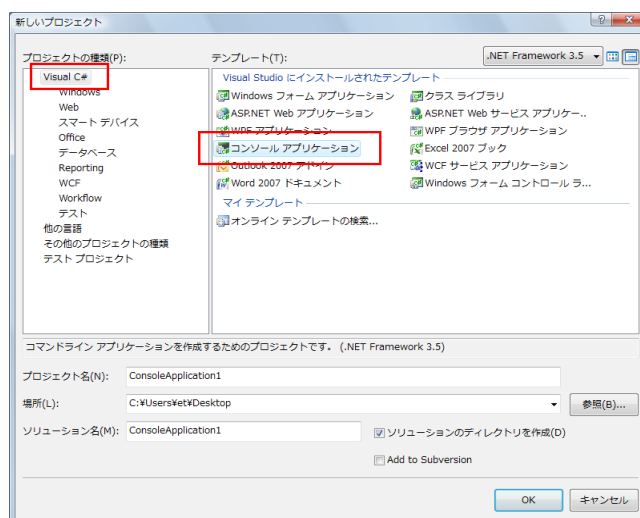 新しいプロジェクト
プロジェクトの種類(P):
テンプレート(T):
.NET Framework 3.5
Visual C#
Windows
Web
スマート デバイス
Office
データベース
Reporting
WCF
Workflow
テスト
他の言語
その他のプロジェクトの種類
テスト プロジェクト
Visual Studio にインストールされたテンプレート
Windows フォーム アプリケーション
クラス ライブラリ
ASP.NET Web アプリケーション
ASP.NET Web サービス アプリケー..
WPF アプリケーション
WPF ブラウザ アプリケーション
コンソール アプリケーション
Excel 2007 ブック
Outlook 2007 アドイン
WCF サービス アプリケーション
Word 2007 ドキュメント
Windows フォーム コントロール ラ...
マイ テンプレート
オンライン テンプレートの検索...
コマンドライン アプリケーションを作成するためのプロジェクトです。 (.NET Framework 3.5)
プロジェクト名(N):
ConsoleApplication1
場所(L):
C:¥Users¥et¥Desktop
参照(B)...
ソリューション名(M):
ConsoleApplication1
ソリューションのディレクトリを作成(D)
Add to Subversion
OK
キャンセル